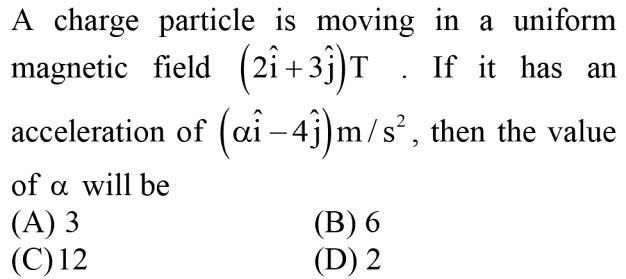 A charge particle is moving in a uniform
magnetic field (2î + 3ĵ) T . If it has an
acceleration of (αî − 4ĵ) m / s², then the value
of α will be
(A) 3 (B) 6
(C) 12 (D) 2